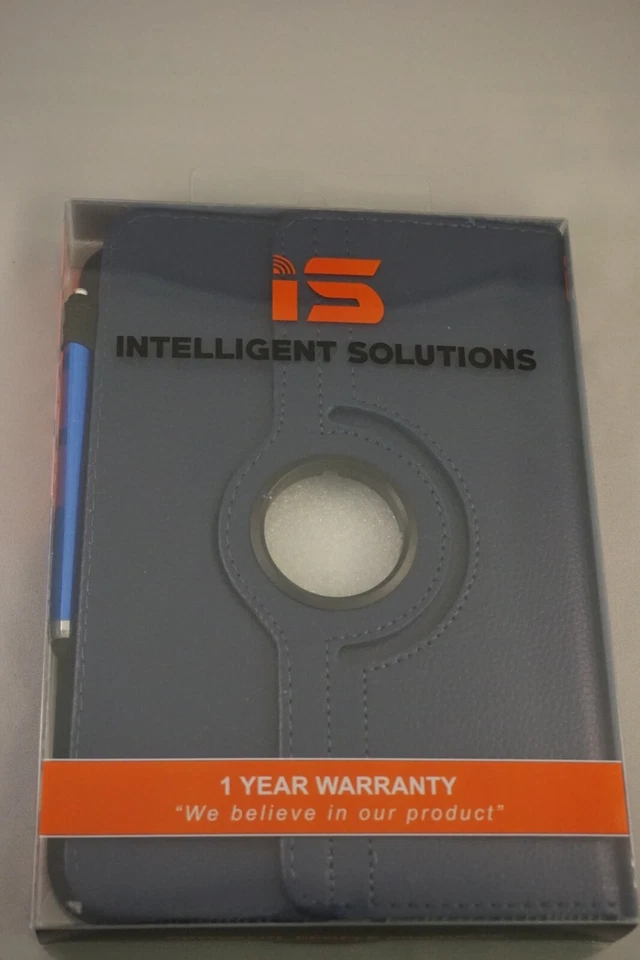 iS
INTELLIGENT SOLUTIONS
1 YEAR WARRANTY
"We believe in our product"